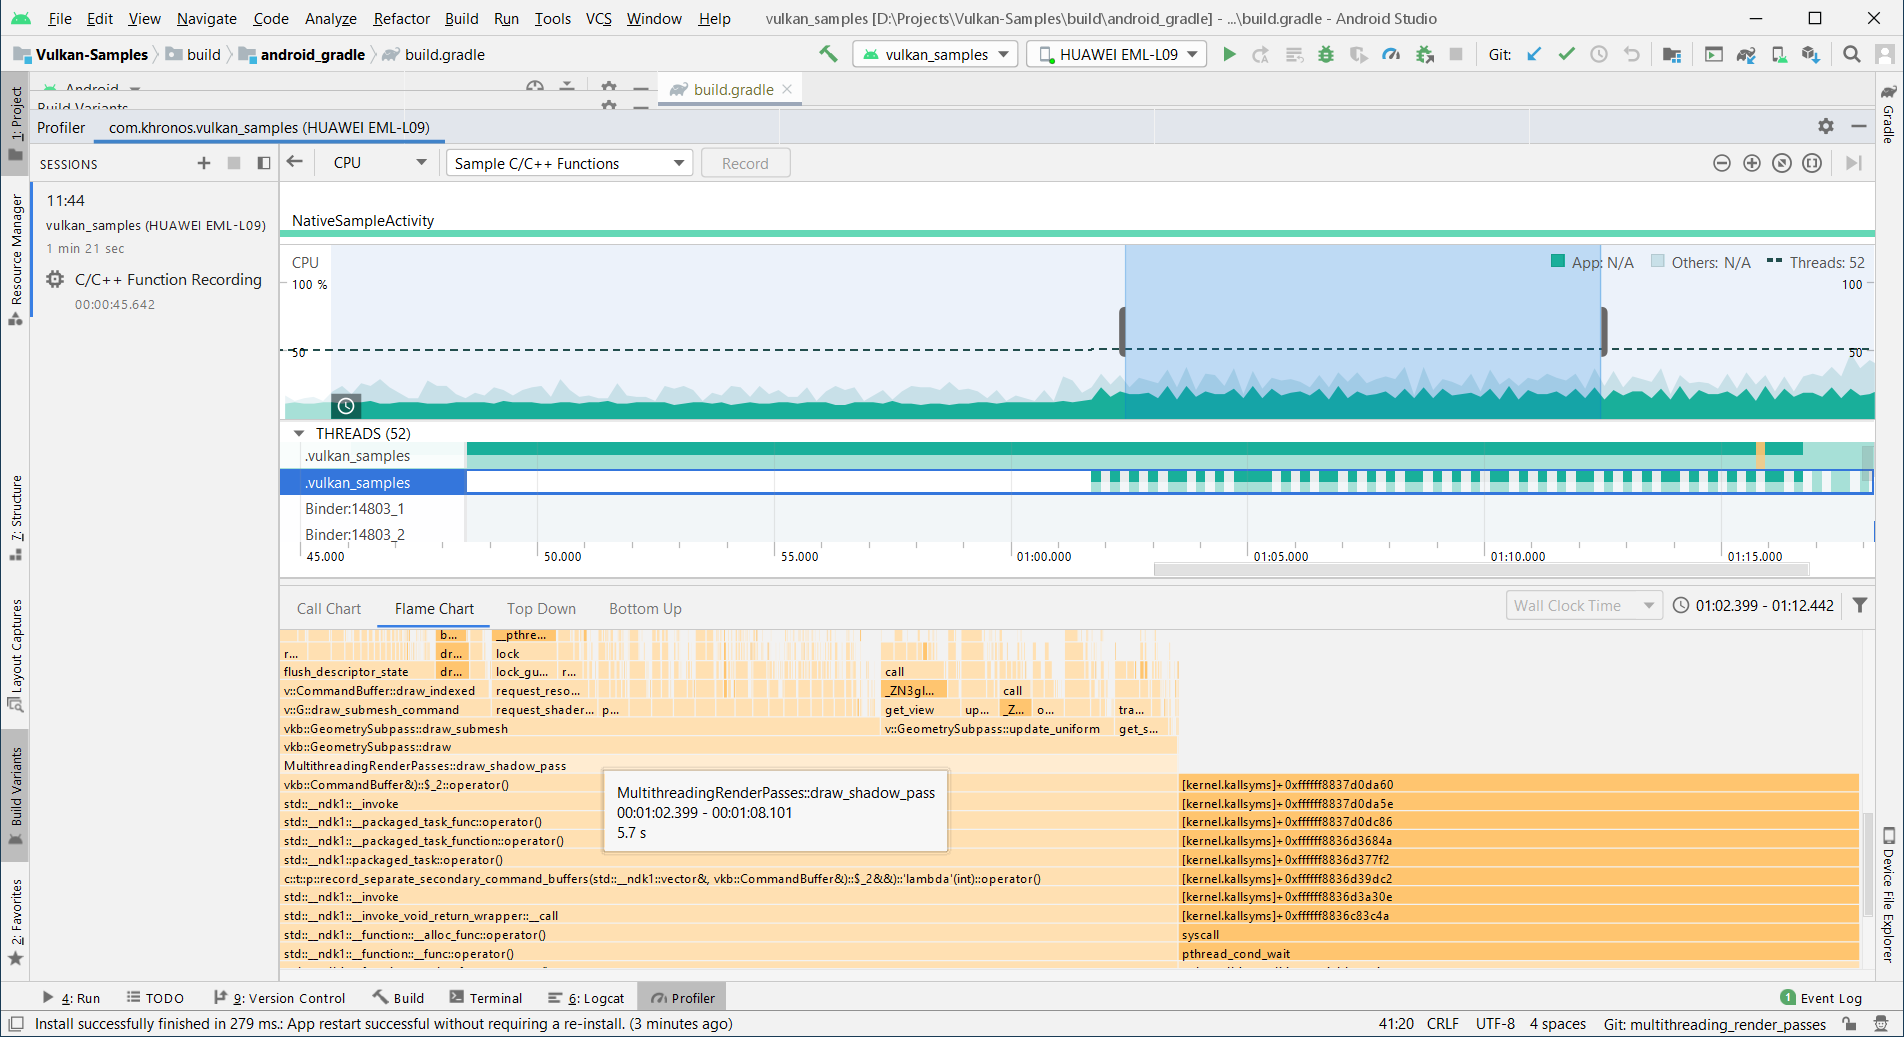 File Edit View Navigate Code Analyze Refactor Build Run Tools VCS Window Help vulkan_samples [D:\Projects\Vulkan-Samples\build\android_gradle] - ...\build.gradle - Android Studio
Vulkan-Samples build android_gradle build.gradle vulkan_samples HUAWEI EML-L09 Git:
Android build.gradle
Build Variants
Profiler com.khronos.vulkan_samples (HUAWEI EML-L09)
SESSIONS CPU Sample C/C++ Functions Record
11:44
vulkan_samples (HUAWEI EML-L09)
1 min 21 sec
C/C++ Function Recording
00:00:45.642
NativeSampleActivity
CPU App: N/A Others: N/A Threads: 52
100 % 100
50 50
THREADS (52)
.vulkan_samples
.vulkan_samples
Binder:14803_1
Binder:14803_2
45.000 50.000 55.000 01:00.000 01:05.000 01:10.000 01:15.000
Call Chart Flame Chart Top Down Bottom Up Wall Clock Time 01:02.399 - 01:12.442
b... __pthre...
r... dr... lock
flush_descriptor_state dr... lock_gu... r... call
v::CommandBuffer::draw_indexed request_reso... _ZN3gl... call
v::G::draw_submesh_command request_shader... p... get_view up... _Z... o... tra...
vkb::GeometrySubpass::draw_submesh v::GeometrySubpass::update_uniform get_s...
vkb::GeometrySubpass::draw
MultithreadingRenderPasses::draw_shadow_pass
vkb::CommandBuffer&)::$_2::operator() [kernel.kallsyms]+0xffffff8837d0da60
std::__ndk1::__invoke [kernel.kallsyms]+0xffffff8837d0da5e
std::__ndk1::__packaged_task_func::operator() [kernel.kallsyms]+0xffffff8837d0dc86
std::__ndk1::__packaged_task_function::operator() [kernel.kallsyms]+0xffffff8836d3684a
std::__ndk1::packaged_task::operator() [kernel.kallsyms]+0xffffff8836d377f2
c::t::p::record_separate_secondary_command_buffers(std::__ndk1::vector&, vkb::CommandBuffer&)::$_2&&)::'lambda'(int)::operator() [kernel.kallsyms]+0xffffff8836d39dc2
std::__ndk1::__invoke [kernel.kallsyms]+0xffffff8836d3a30e
std::__ndk1::__invoke_void_return_wrapper::__call [kernel.kallsyms]+0xffffff8836c83c4a
std::__ndk1::__function::__alloc_func::operator() syscall
std::__ndk1::__function::__func::operator() pthread_cond_wait
MultithreadingRenderPasses::draw_shadow_pass
00:01:02.399 - 00:01:08.101
5.7 s
1: Project
Resource Manager
7: Structure
Layout Captures
Build Variants
2: Favorites
Gradle
Device File Explorer
4: Run TODO 9: Version Control Build Terminal 6: Logcat Profiler 1 Event Log
Install successfully finished in 279 ms.: App restart successful without requiring a re-install. (3 minutes ago) 41:20 CRLF UTF-8 4 spaces Git: multithreading_render_passes